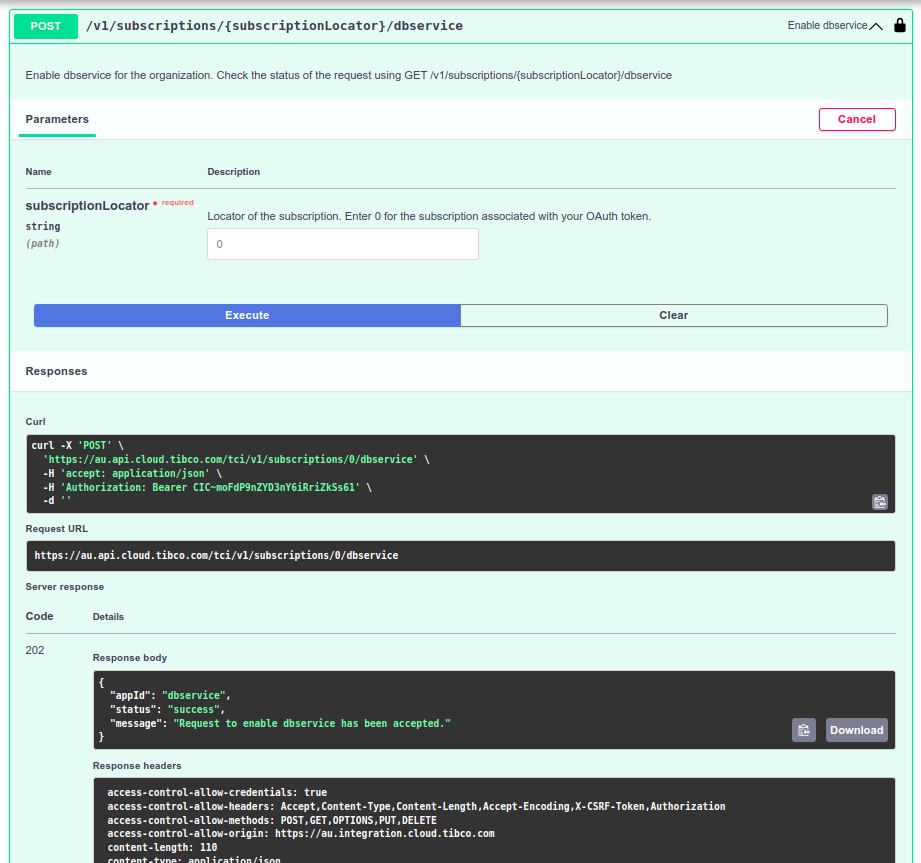 POST /v1/subscriptions/{subscriptionLocator}/dbservice Enable dbservice
Enable dbservice for the organization. Check the status of the request using GET /v1/subscriptions/{subscriptionLocator}/dbservice
Parameters Cancel
Name Description
subscriptionLocator * required
string
(path)
Locator of the subscription. Enter 0 for the subscription associated with your OAuth token.
0
Execute Clear
Responses
Curl
curl -X 'POST' \
'https://au.api.cloud.tibco.com/tci/v1/subscriptions/0/dbservice' \
-H 'accept: application/json' \
-H 'Authorization: Bearer CIC~moFdP9nZYD3nY6iRriZkSs61' \
-d ''
Request URL
https://au.api.cloud.tibco.com/tci/v1/subscriptions/0/dbservice
Server response
Code Details
202
Response body
{
"appId": "dbservice",
"status": "success",
"message": "Request to enable dbservice has been accepted."
}
Download
Response headers
access-control-allow-credentials: true
access-control-allow-headers: Accept,Content-Type,Content-Length,Accept-Encoding,X-CSRF-Token,Authorization
access-control-allow-methods: POST,GET,OPTIONS,PUT,DELETE
access-control-allow-origin: https://au.integration.cloud.tibco.com
content-length: 110
content-type: application/json